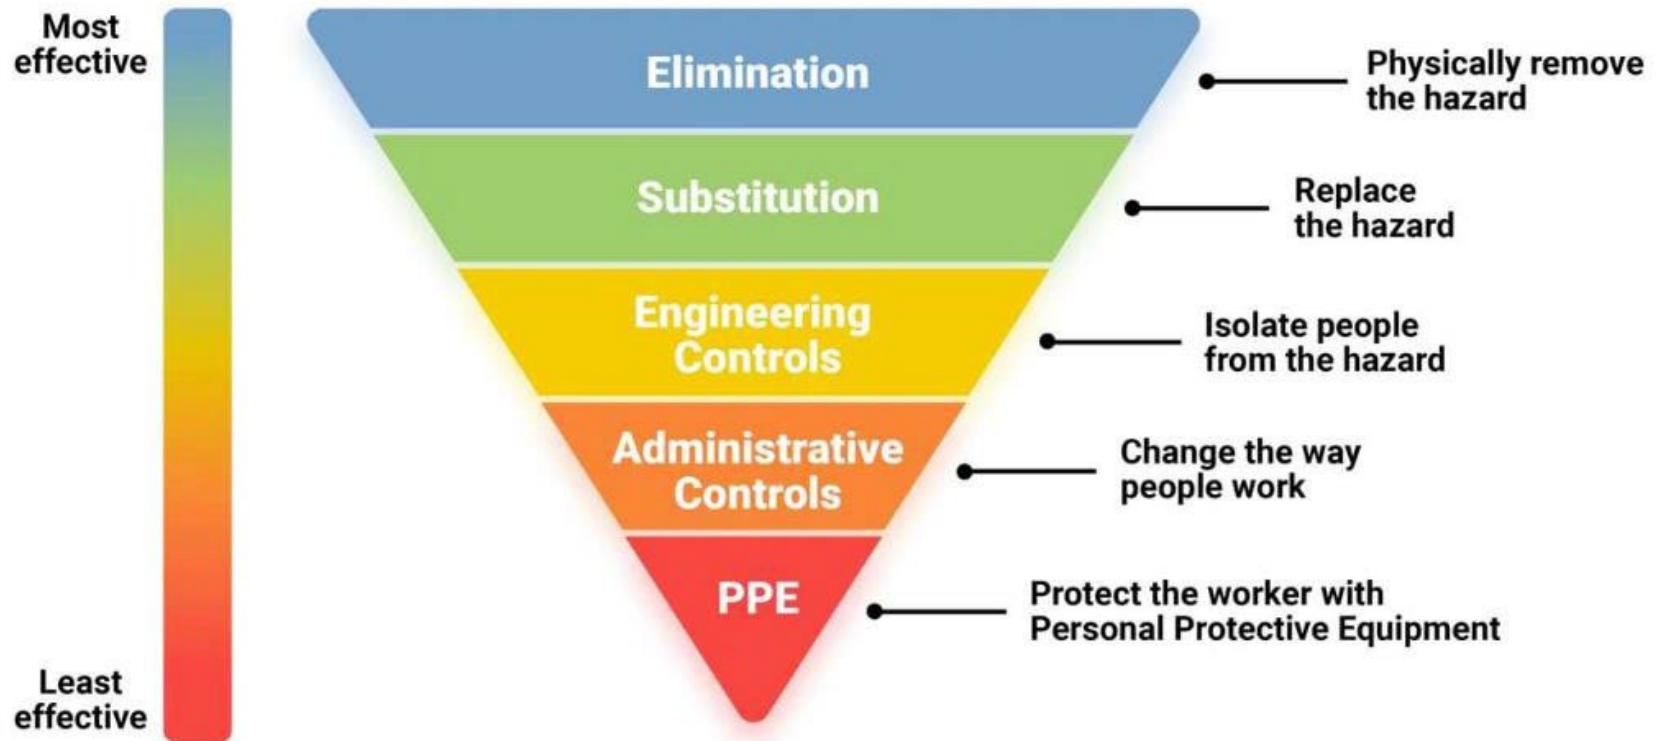 Most
effective
Elimination
Physically remove
the hazard
Substitution
Replace
the hazard
Engineering
Controls
Isolate people
from the hazard
Administrative
Controls
Change the way
people work
PPE
Protect the worker with
Personal Protective Equipment
Least
effective